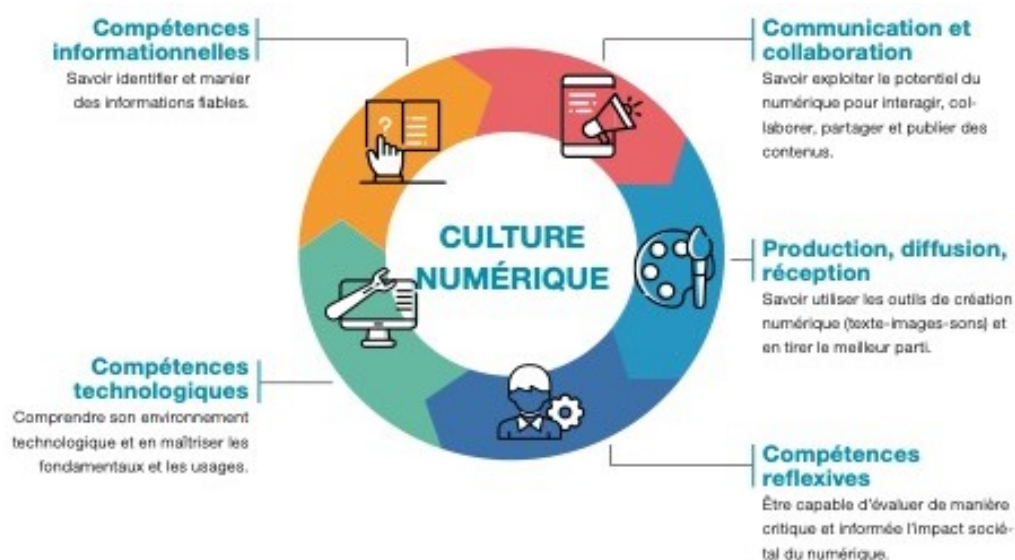 Compétences
informationnelles
Savoir identifier et manier
des informations fiables.
Communication et
collaboration
Savoir exploiter le potentiel du
numérique pour interagir, col-
laborer, partager et publier des
contenus.
?
CULTURE
NUMÉRIQUE
Production, diffusion,
réception
Savoir utiliser les outils de création
numérique (texte-images-sons) et
en tirer le meilleur parti.
Compétences
technologiques
Comprendre son environnement
technologique et en maîtriser les
fondamentaux et les usages.
Compétences
reflexives
Être capable d'évaluer de manière
critique et informée l'impact socié-
tal du numérique.